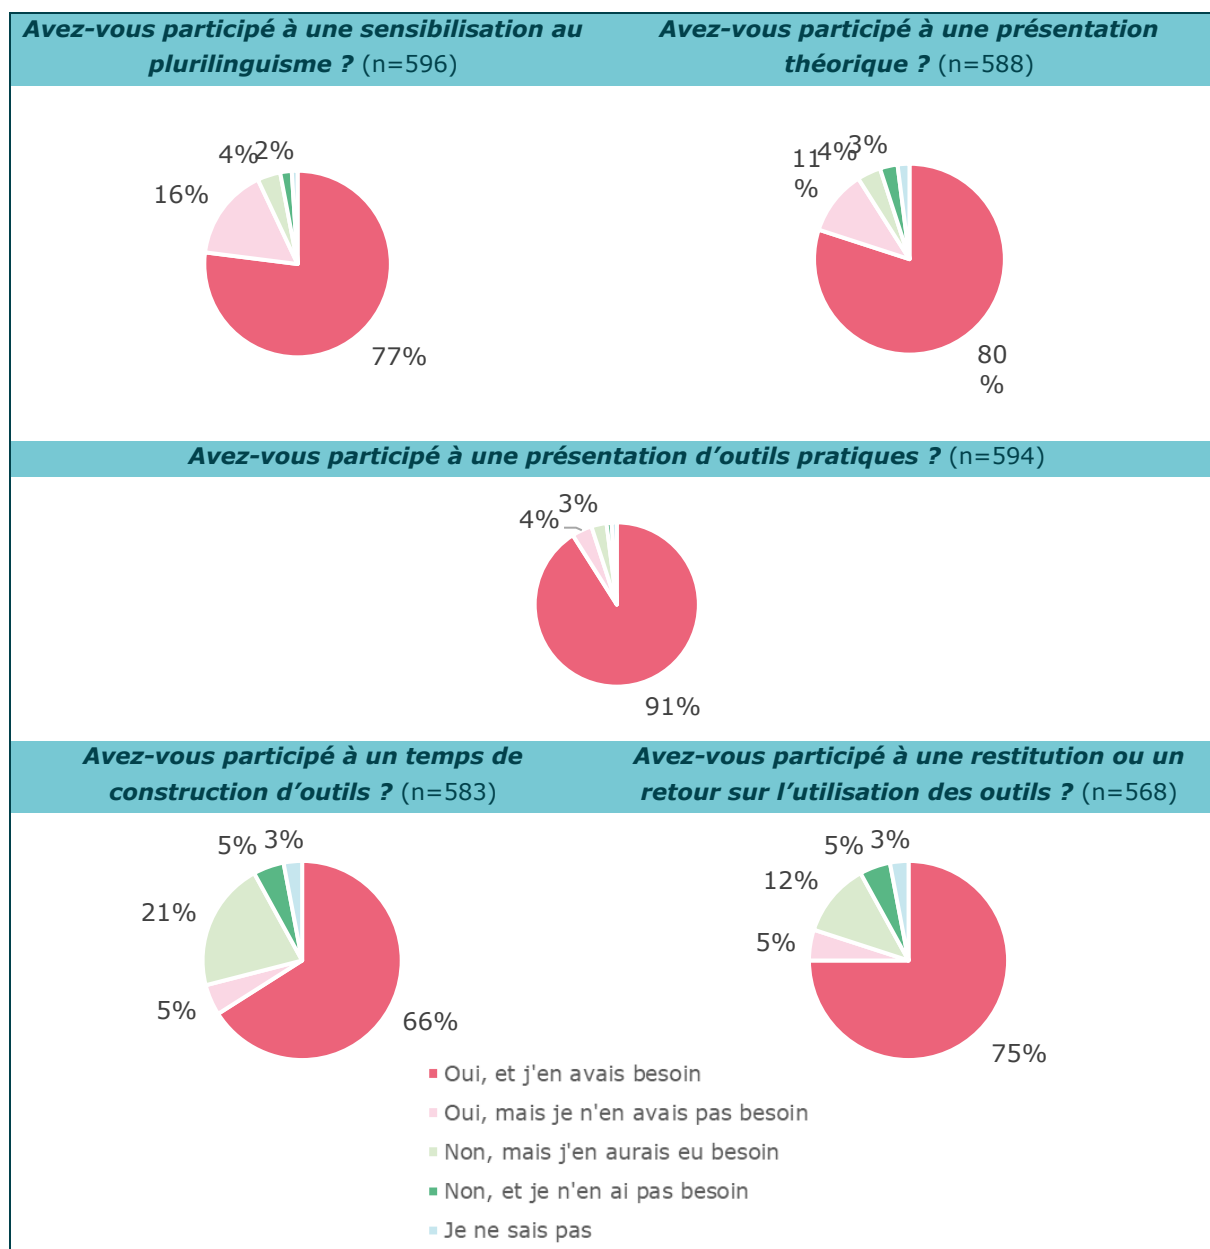 Avez-vous participé à une sensibilisation au
plurilinguisme ? (n=596)
Avez-vous participé à une présentation
théorique ? (n=588)
4%
2%
16%
77%
11
%
4%
3%
80
%
Avez-vous participé à une présentation d’outils pratiques ? (n=594)
4%
3%
91%
Avez-vous participé à un temps de
construction d’outils ? (n=583)
Avez-vous participé à une restitution ou un
retour sur l’utilisation des outils ? (n=568)
5%
3%
21%
5%
66%
5%
3%
12%
5%
75%
Oui, et j'en avais besoin
Oui, mais je n'en avais pas besoin
Non, mais j'en aurais eu besoin
Non, et je n'en ai pas besoin
Je ne sais pas